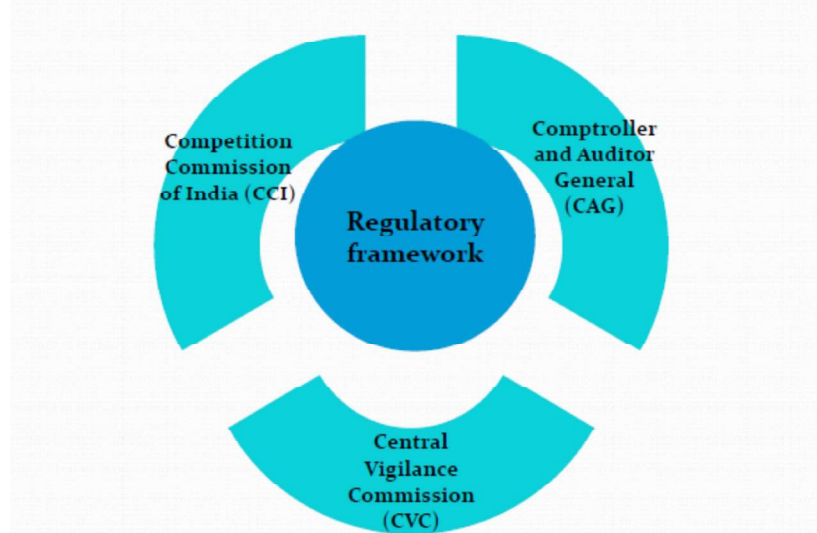 Competition
Commission
of India (CCI)
Comptroller
and Auditor
General
(CAG)
Regulatory
framework
Central
Vigilance
Commission
(CVC)